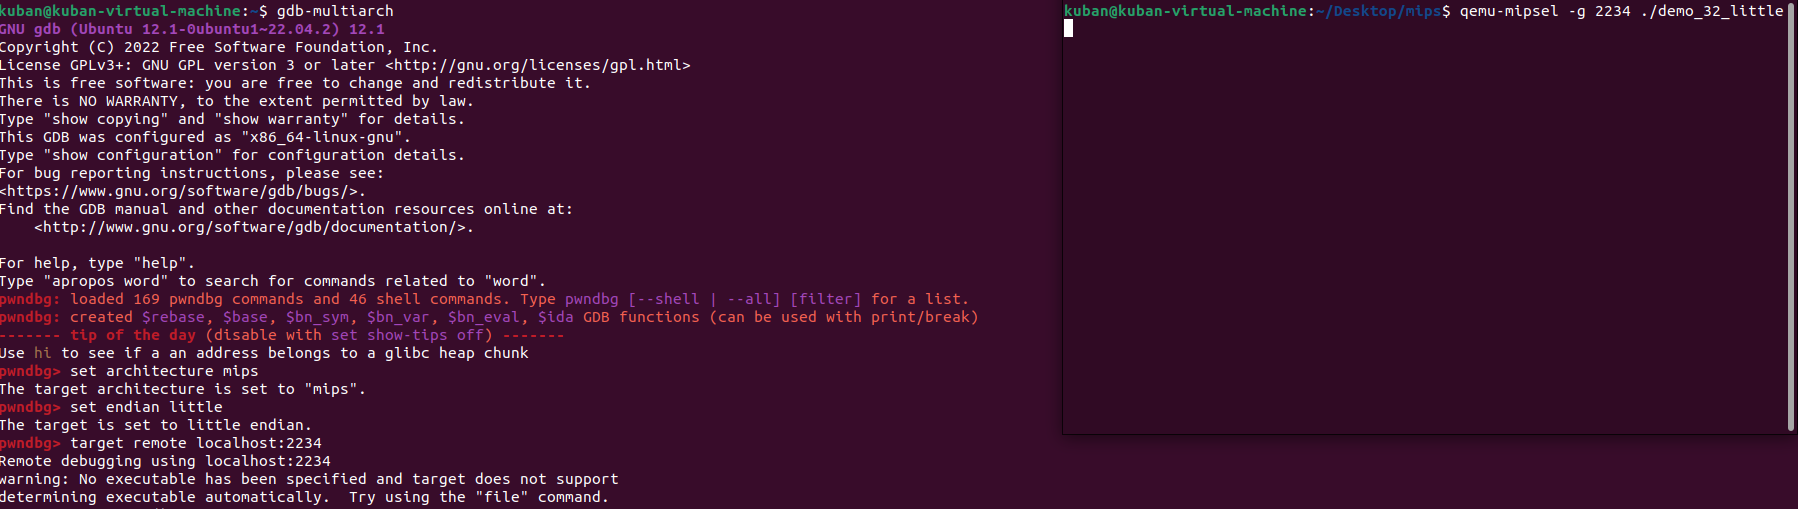 kuban@kuban-virtual-machine:~$ gdb-multiarch
GNU gdb (Ubuntu 12.1-0ubuntu1~22.04.2) 12.1
Copyright (C) 2022 Free Software Foundation, Inc.
License GPLv3+: GNU GPL version 3 or later <http://gnu.org/licenses/gpl.html>
This is free software: you are free to change and redistribute it.
There is NO WARRANTY, to the extent permitted by law.
Type "show copying" and "show warranty" for details.
This GDB was configured as "x86_64-linux-gnu".
Type "show configuration" for configuration details.
For bug reporting instructions, please see:
<https://www.gnu.org/software/gdb/bugs/>.
Find the GDB manual and other documentation resources online at:
    <http://www.gnu.org/software/gdb/documentation/>.

For help, type "help".
Type "apropos word" to search for commands related to "word".
pwndbg: loaded 169 pwndbg commands and 46 shell commands. Type pwndbg [--shell | --all] [filter] for a list.
pwndbg: created $rebase, $base, $bn_sym, $bn_var, $bn_eval, $ida GDB functions (can be used with print/break)
------- tip of the day (disable with set show-tips off) -------
Use hi to see if a an address belongs to a glibc heap chunk
pwndbg> set architecture mips
The target architecture is set to "mips".
pwndbg> set endian little
The target is set to little endian.
pwndbg> target remote localhost:2234
Remote debugging using localhost:2234
warning: No executable has been specified and target does not support
determining executable automatically.  Try using the "file" command.
kuban@kuban-virtual-machine:~/Desktop/mips$ qemu-mipsel -g 2234 ./demo_32_little